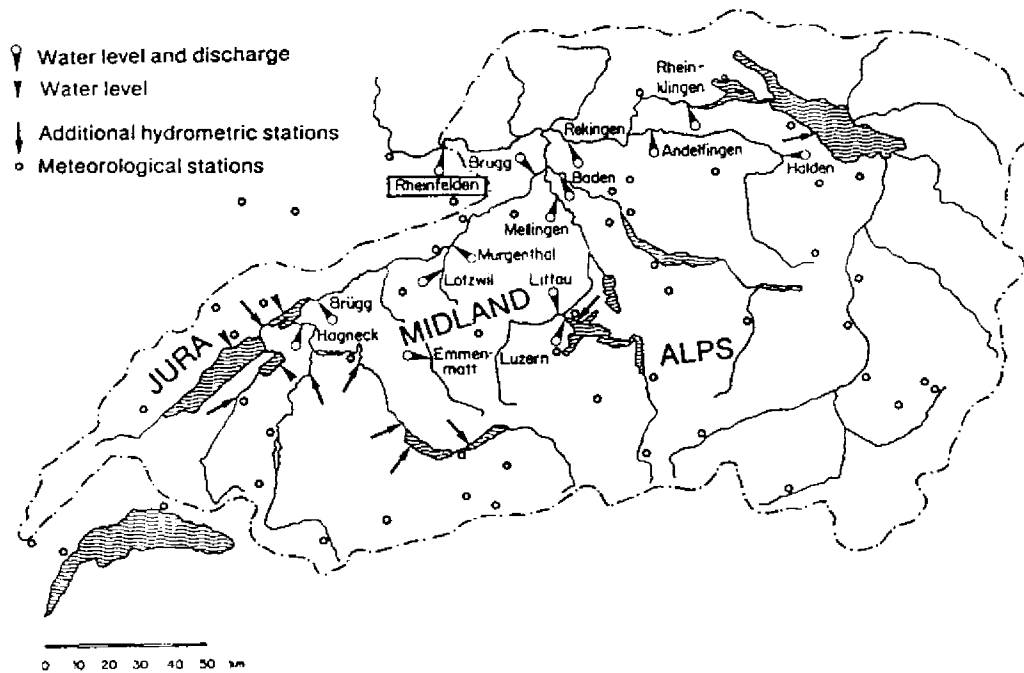 Water level and discharge
Water level
Additional hydrometric stations
Meteorological stations
Rhein-
klingen
Rekingen
Andelfingen
Halden
Brugg
Baden
Rheinfelden
Mellingen
Murgenthal
Lotzwil
Littau
Brügg
Hagneck
MIDLAND
Emmen-
matt
Luzern
JURA
ALPS
0 10 20 30 40 50 km